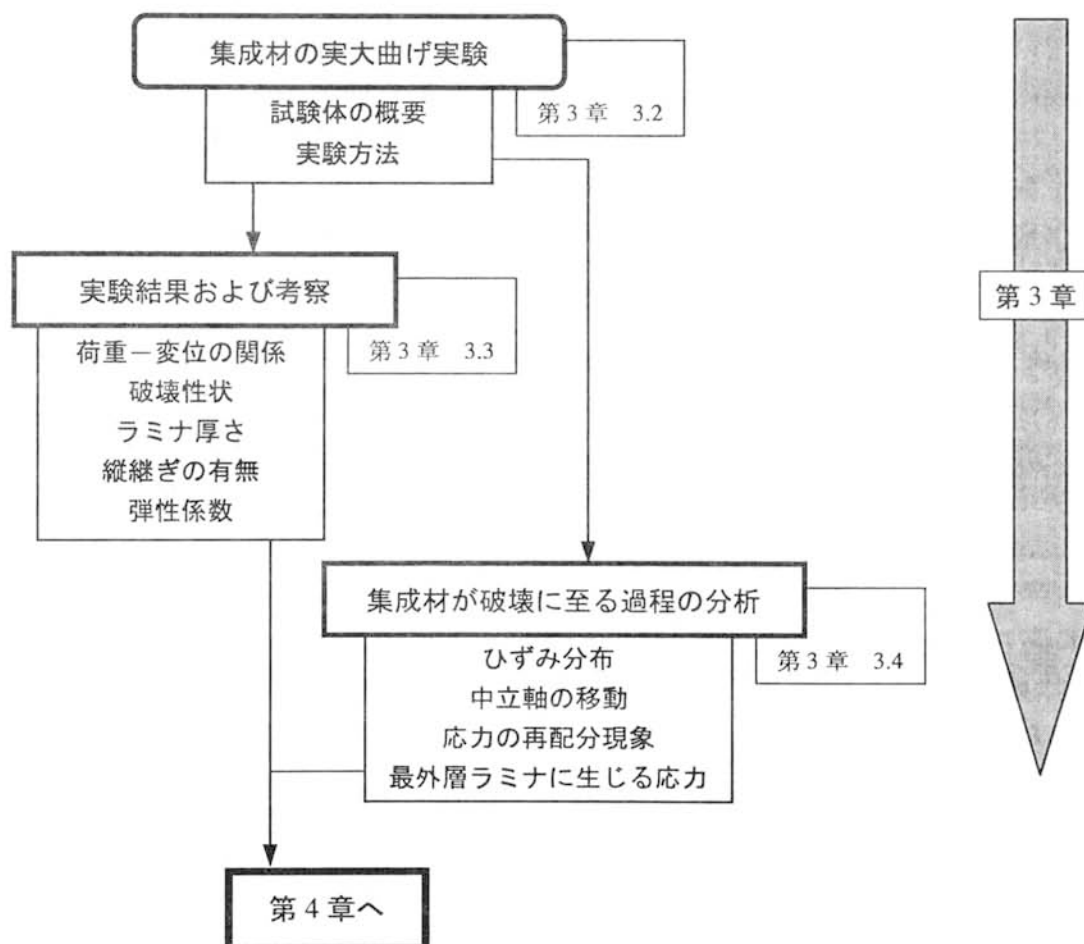 集成材の実大曲げ実験
試験体の概要
実験方法
第3章 3.2
実験結果および考察
荷重－変位の関係
破壊性状
ラミナ厚さ
縦継ぎの有無
弾性係数
第3章 3.3
第3章
集成材が破壊に至る過程の分析
ひずみ分布
中立軸の移動
応力の再配分現象
最外層ラミナに生じる応力
第3章 3.4
第4章へ